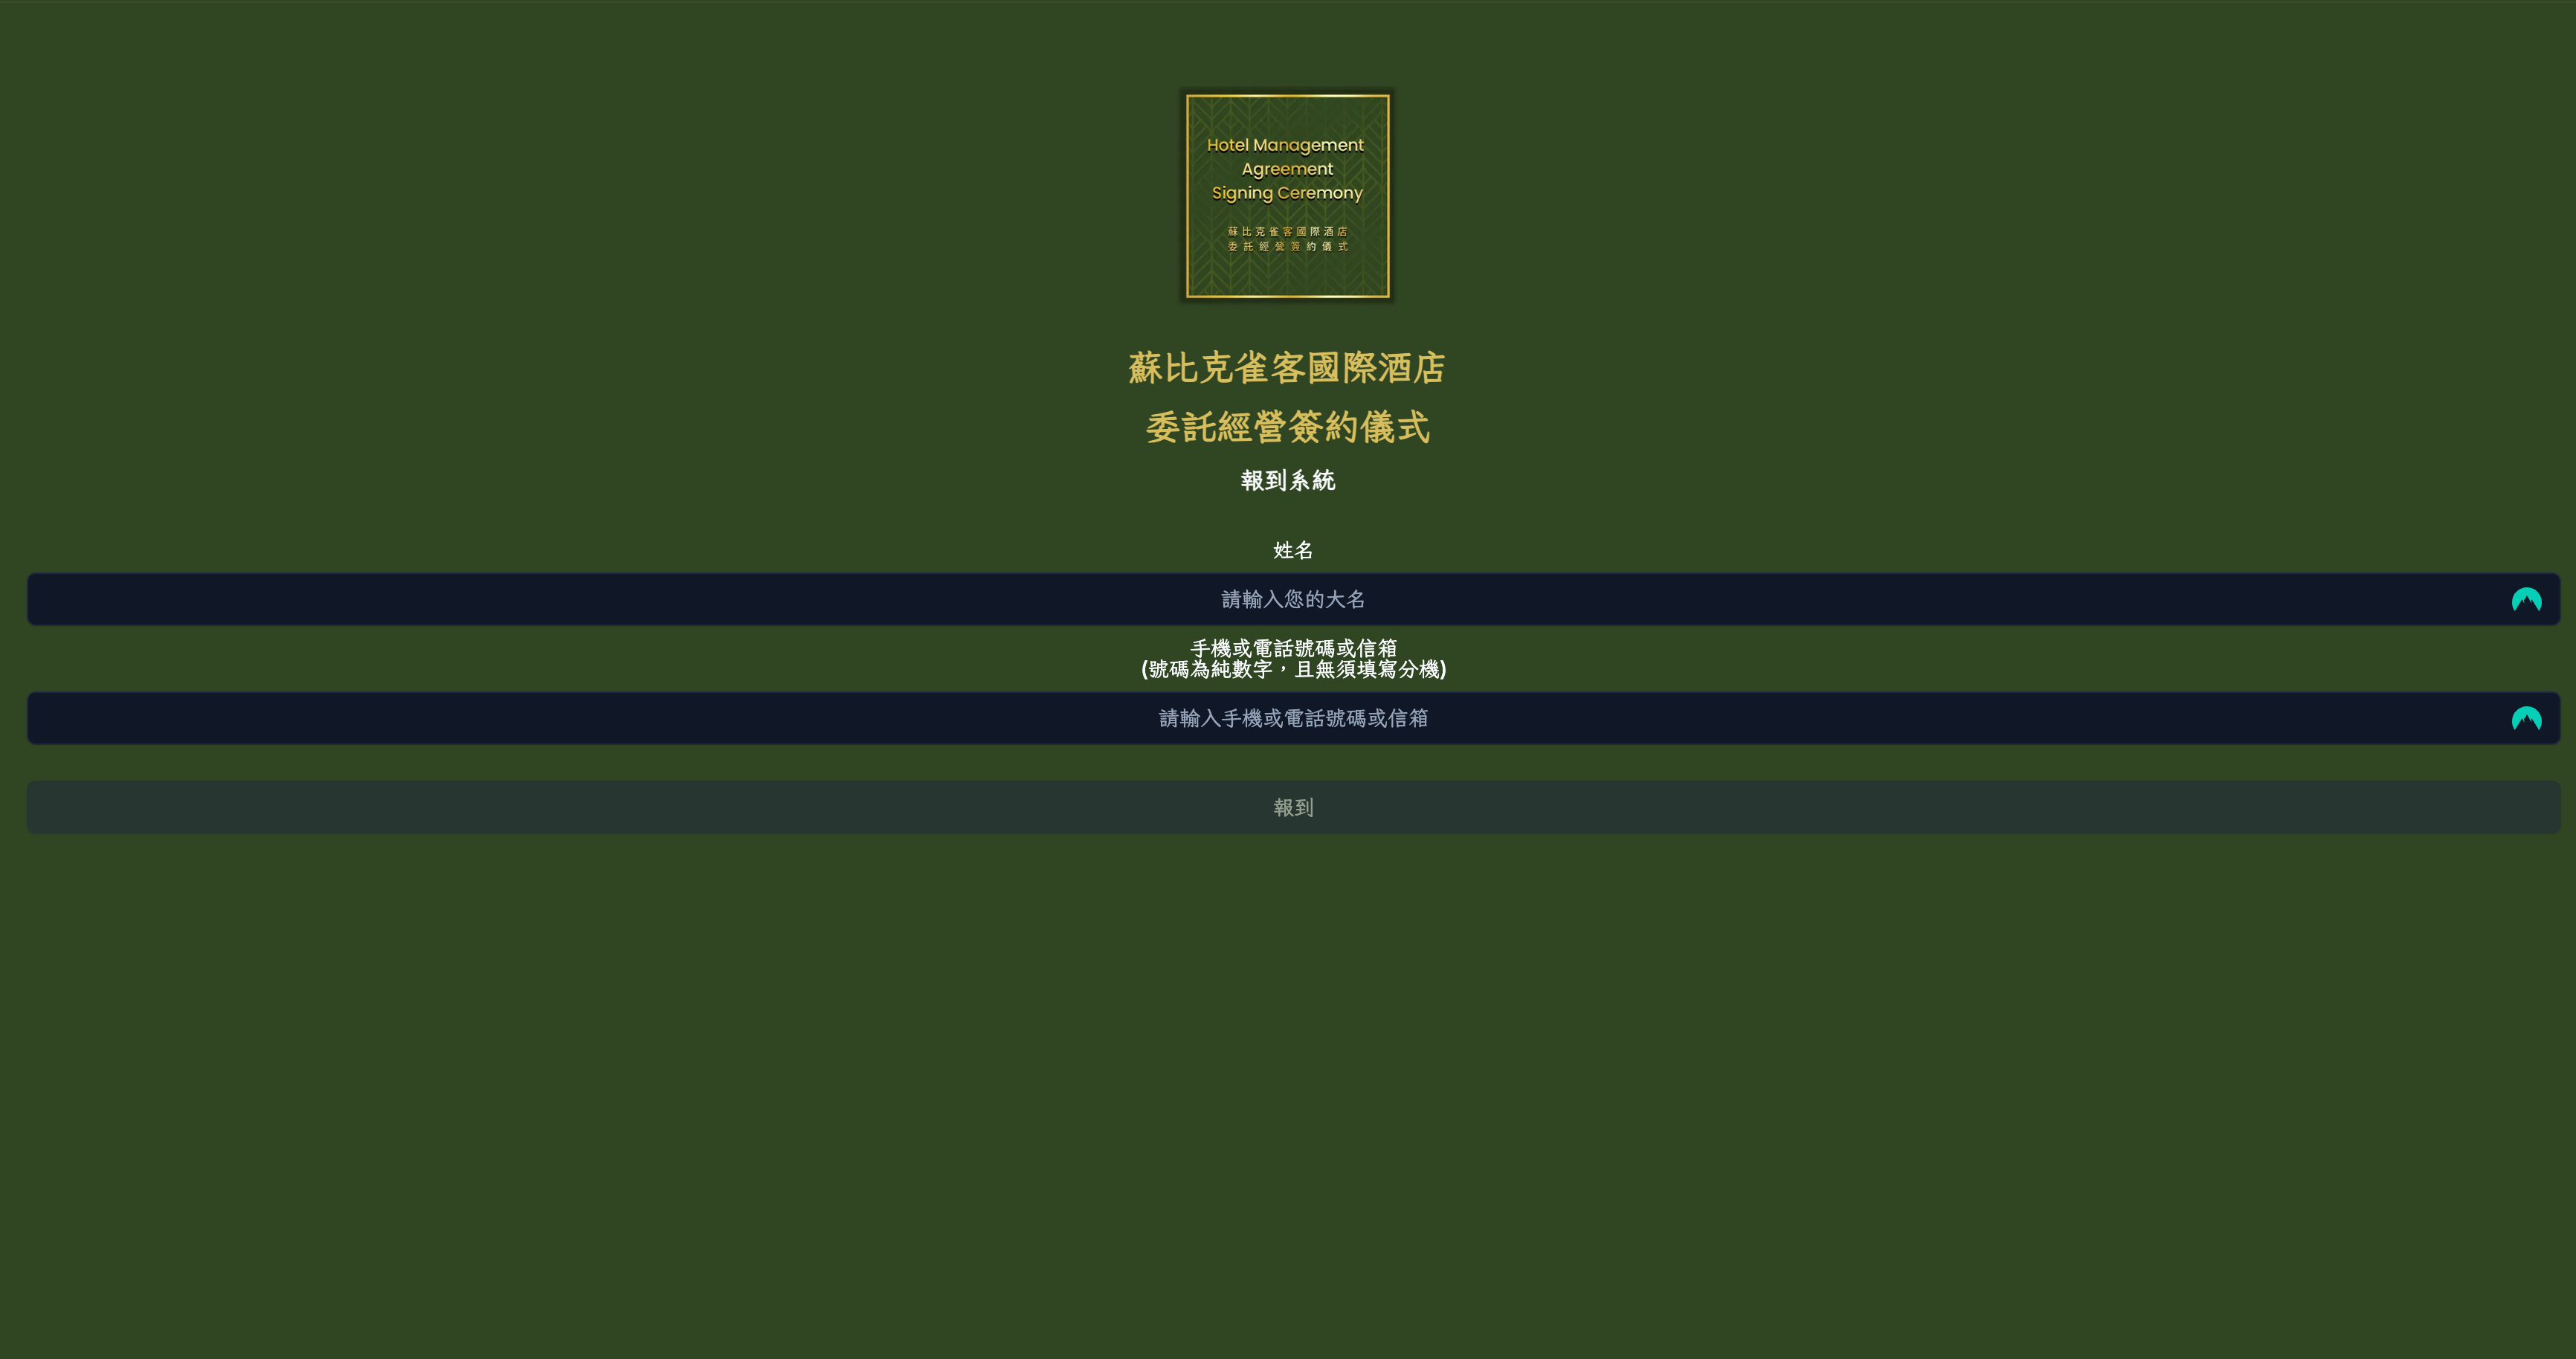 Hotel Management
Agreement
Signing Ceremony
蘇比克雀客國際酒店
委託經營簽約儀式
蘇比克雀客國際酒店
委託經營簽約儀式
報到系統
姓名
請輸入您的大名
手機或電話號碼或信箱
(號碼為純數字，且無須填寫分機)
請輸入手機或電話號碼或信箱
報到